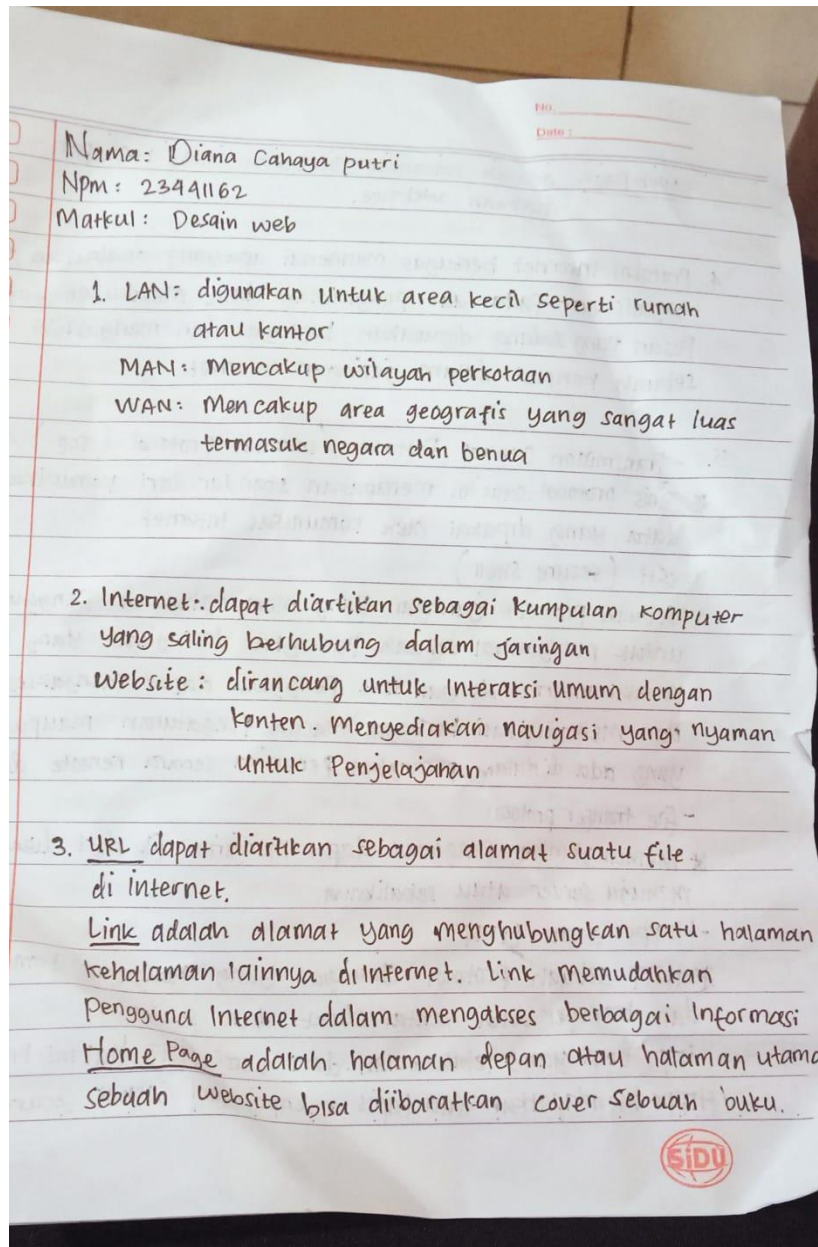 No.
Date :
Nama: Diana Cahaya putri
Npm: 23441162
Matkul: Desain web
1. LAN: digunakan Untuk area kecil seperti rumah
atau kantor
MAN: Mencakup wilayah perkotaan
WAN: Mencakup area geografis yang sangat luas
termasuk negara dan benua
2. Internet: dapat diartikan sebagai kumpulan komputer
yang saling berhubung dalam jaringan
Website: dirancang untuk Interaksi Umum dengan
konten. Menyediakan navigasi yang nyaman
Untuk Penjelajahan
3. URL dapat diartikan sebagai alamat suatu file
di internet.
Link adalah alamat yang menghubungkan satu halaman
kehalaman lainnya diInternet. Link memudahkan
Pengguna Internet dalam mengakses berbagai Informasi
Home Page adalah halaman depan atau halaman utama
sebuah Website bisa diibaratkan cover sebuah buku.
SiDU